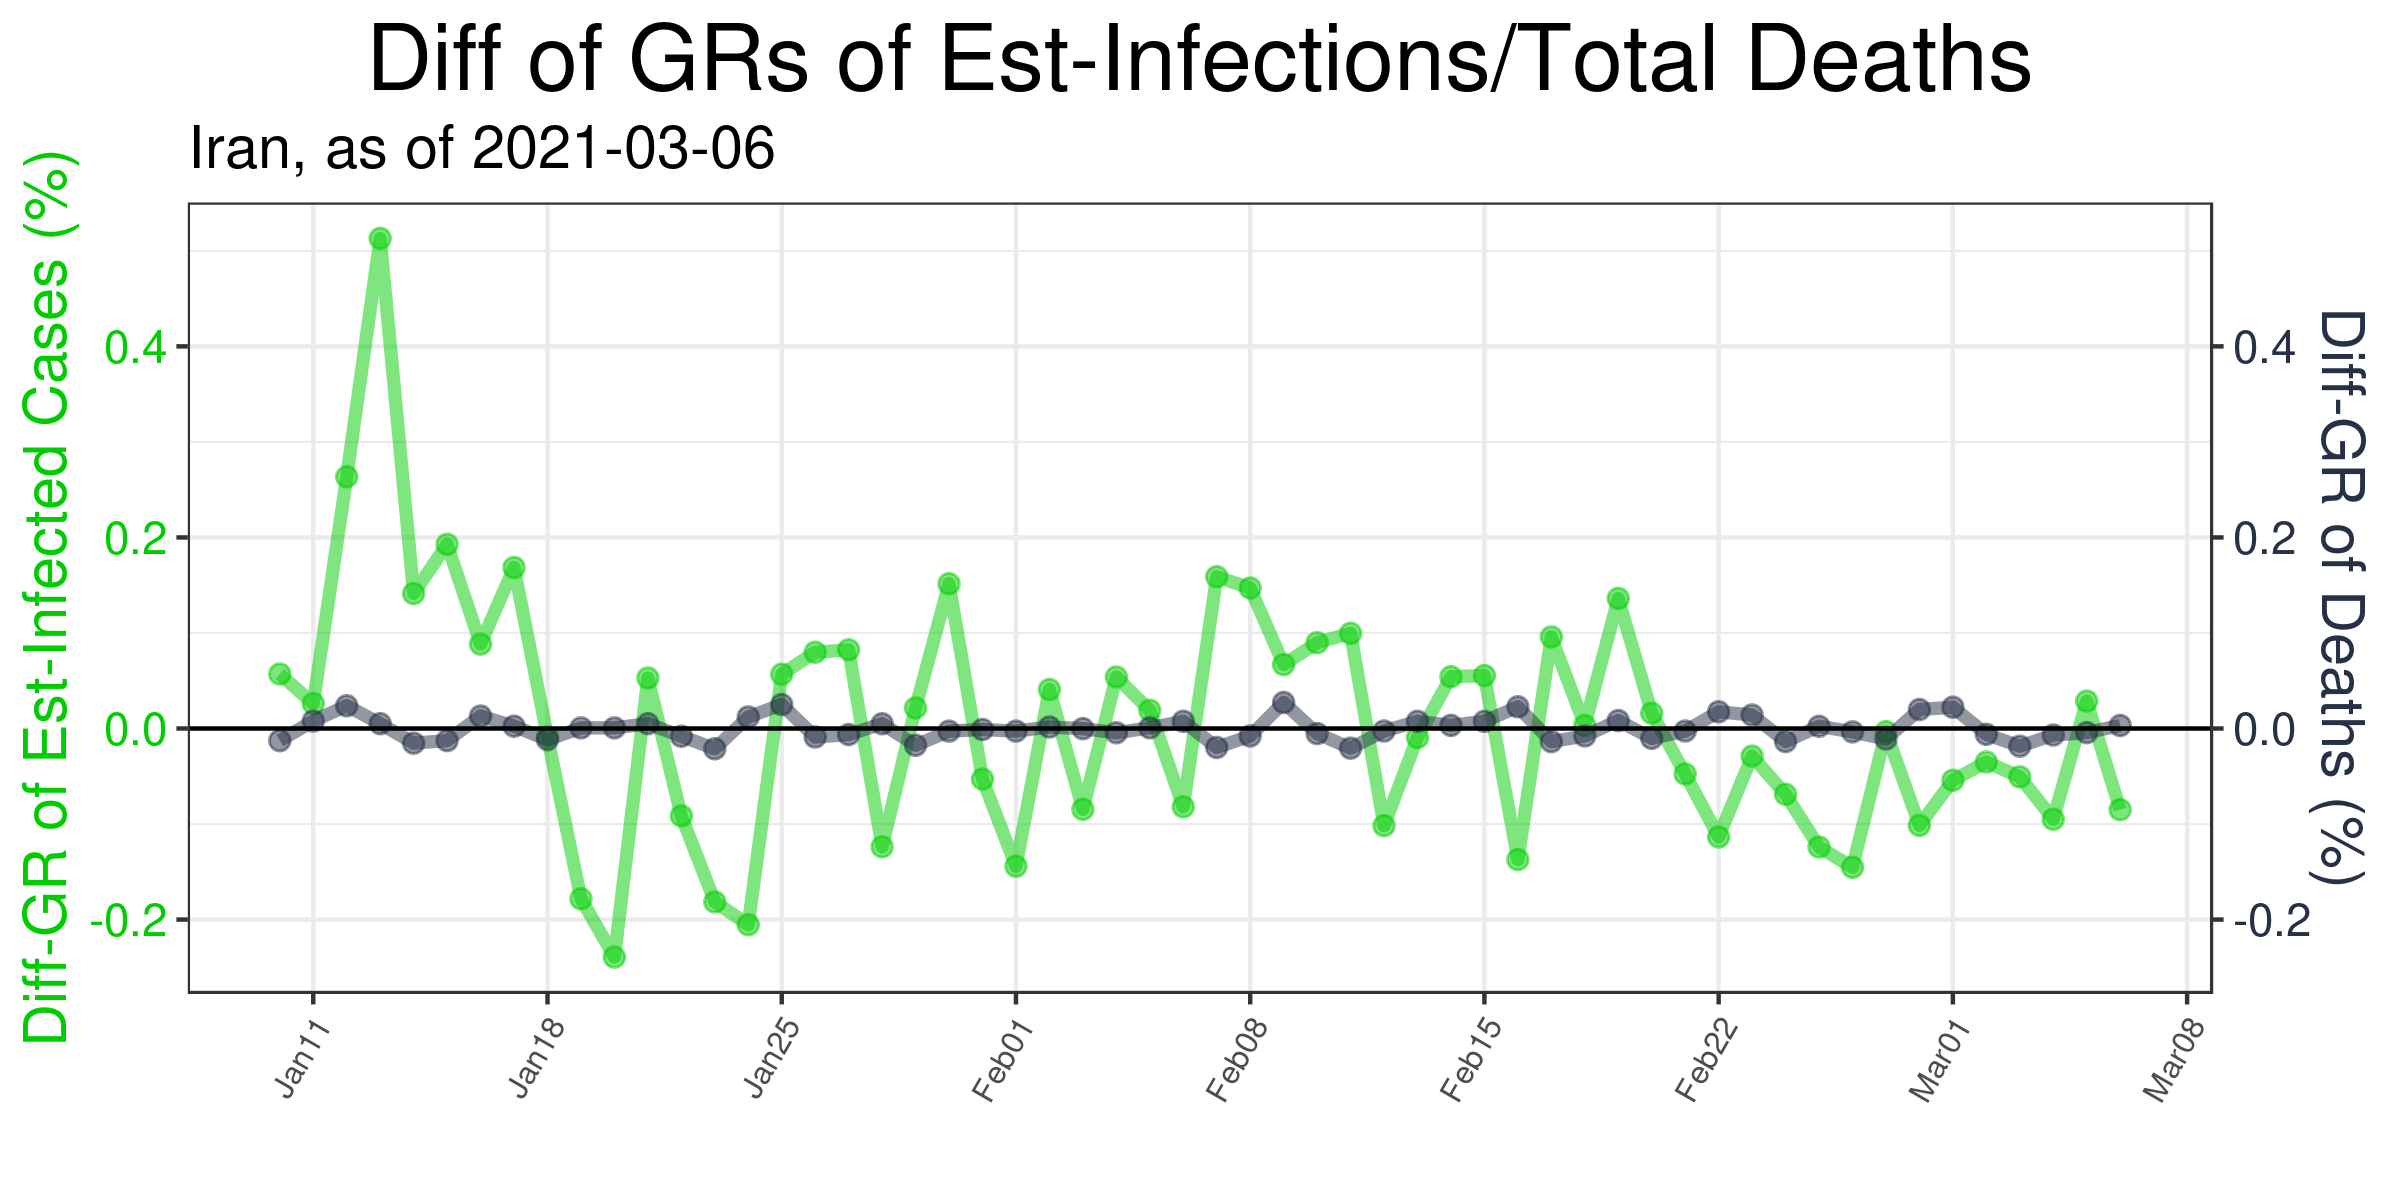 Diff of GRs of Est-Infections/Total Deaths
Iran, as of 2021-03-06
Diff-GR of Est-Infected Cases (%)
0.4
0.2
0.0
-0.2
0.4
0.2
0.0
-0.2
Diff-GR of Deaths (%)
Jan11
Jan18
Jan25
Feb01
Feb08
Feb15
Feb22
Mar01
Mar08